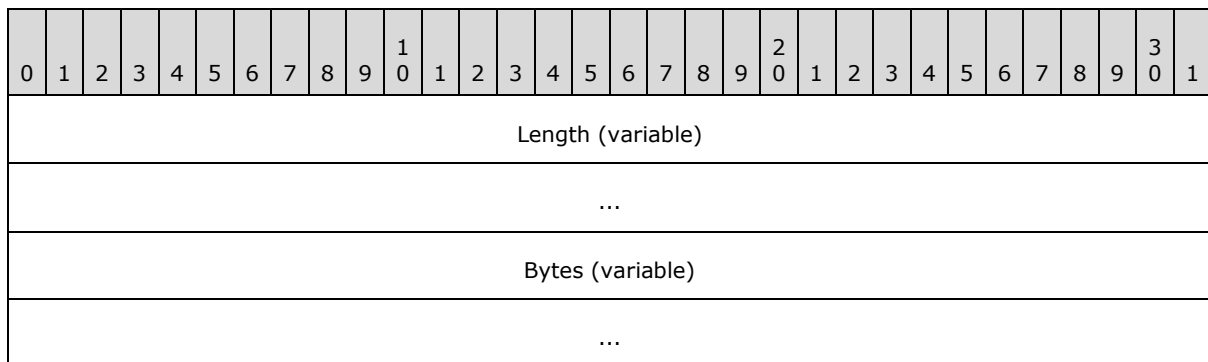 1 2 3
0 1 2 3 4 5 6 7 8 9 0 1 2 3 4 5 6 7 8 9 0 1 2 3 4 5 6 7 8 9 0 1
Length (variable)
...
Bytes (variable)
...